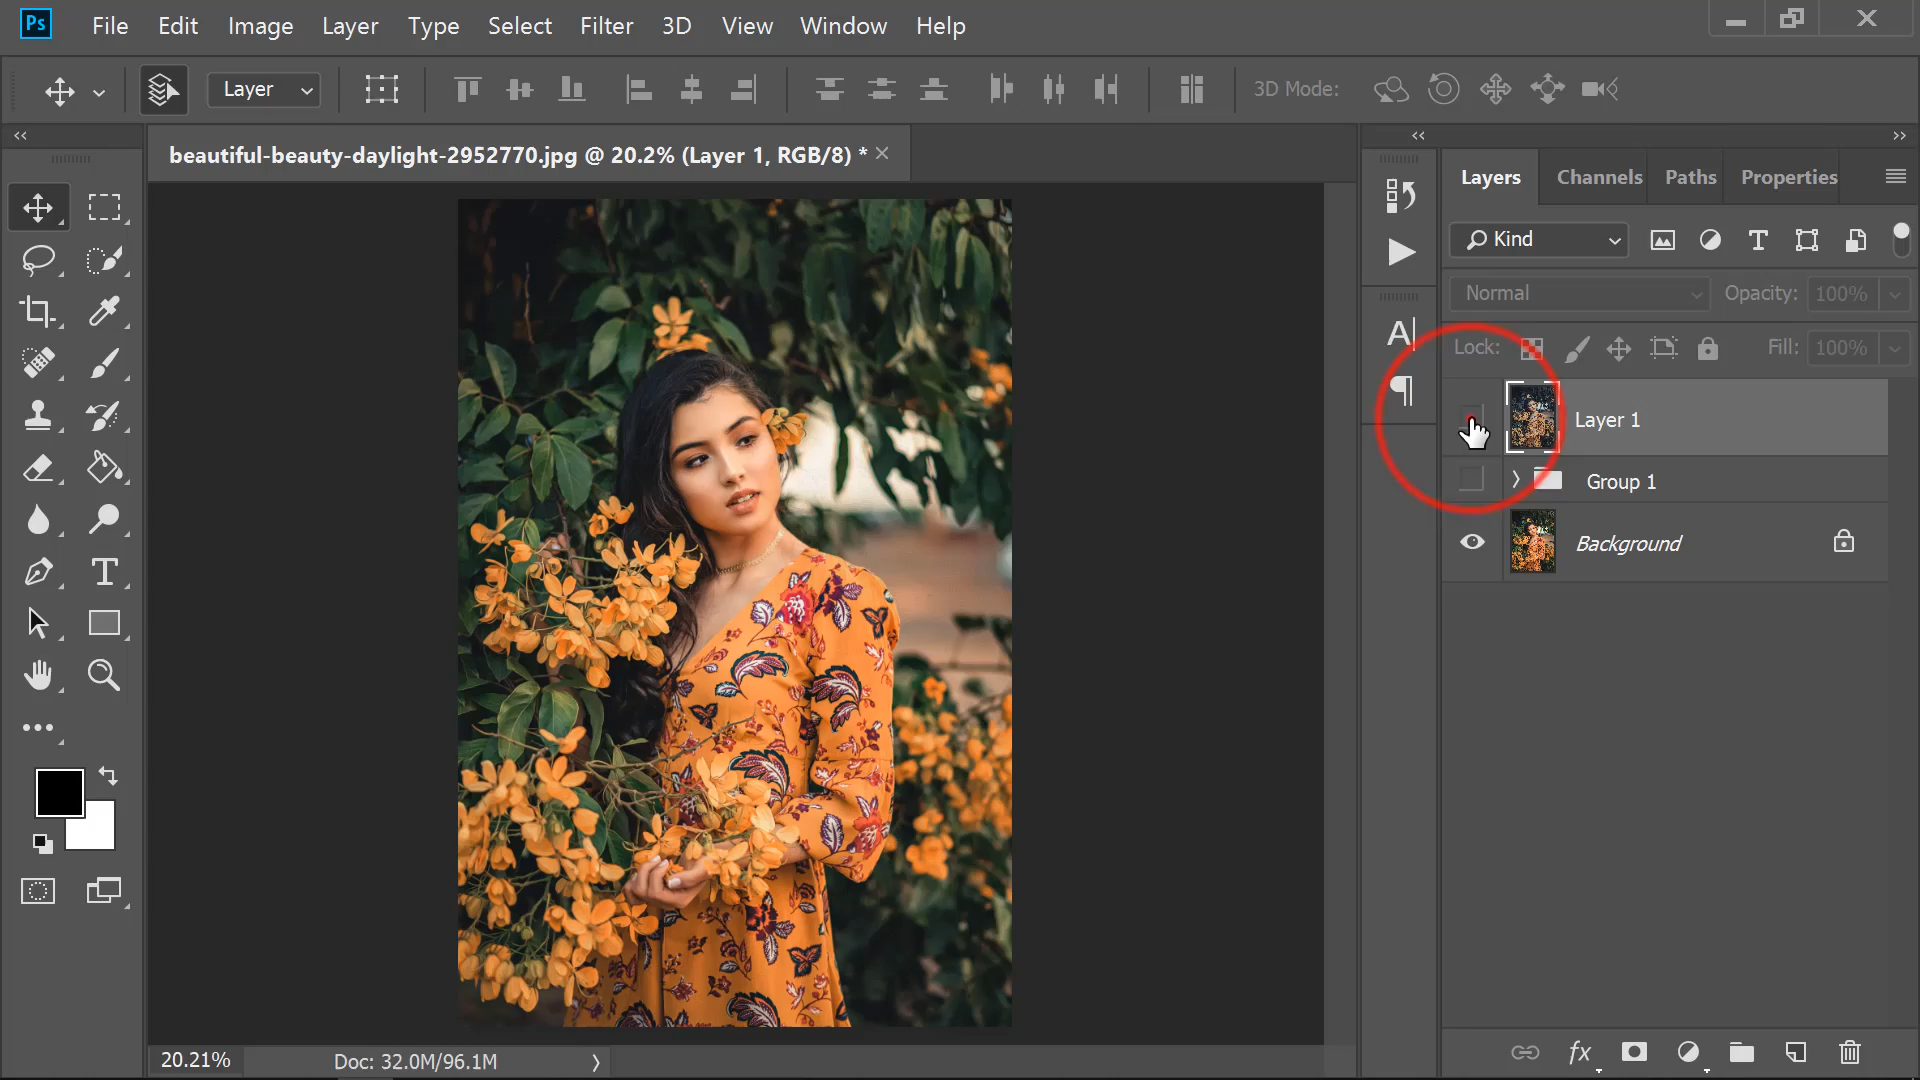 Ps File Edit Image Layer Type Select Filter 3D View Window Help
Layer 3D Mode:
beautiful-beauty-daylight-2952770.jpg @ 20.2% (Layer 1, RGB/8) *
Layers Channels Paths Properties
Kind
Normal Opacity: 100%
Lock: Fill: 100%
Layer 1
Group 1
Background
20.21% Doc: 32.0M/96.1M
fx